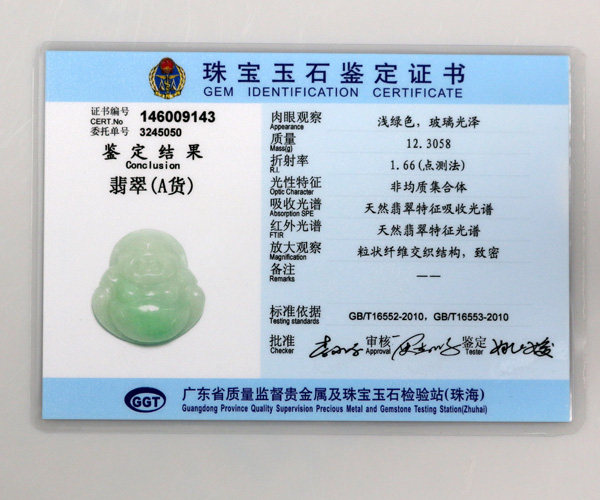 珠宝玉石鉴定证书
GEM IDENTIFICATION CERTIFICATE
证书编号 CERT.No 146009143
委托单号 3245050
鉴定结果
Conclusion
翡翠(A货)
肉眼观察 浅绿色, 玻璃光泽
Appearance
质量 12.3058
Mass(g)
折射率 1.66(点测法)
R.I.
光性特征 非均质集合体
Optic Character
吸收光谱 天然翡翠特征吸收光谱
Absorption SPE
红外光谱 天然翡翠特征光谱
FTIR
放大观察 粒状纤维交织结构, 致密
Magnification
备注 ——
Remarks
标准依据 GB/T16552-2010, GB/T16553-2010
Testing standards
批准 审核 鉴定
Checker Approval Tester
GGT
广东省质量监督贵金属及珠宝玉石检验站(珠海)
Guangdong Province Quality Supervision Precious Metal and Gemstone Testing Station(Zhuhai)